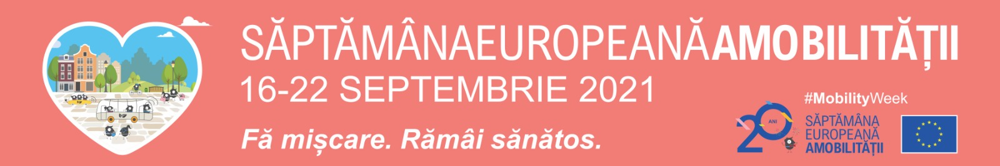 SĂPTĂMÂNAEUROPEANĂAMOBILITĂȚII
16-22 SEPTEMBRIE 2021
Fă mișcare. Rămâi sănătos.
#MobilityWeek
20 ANI
SĂPTĂMÂNA
EUROPEANĂ
AMOBILITĂȚII